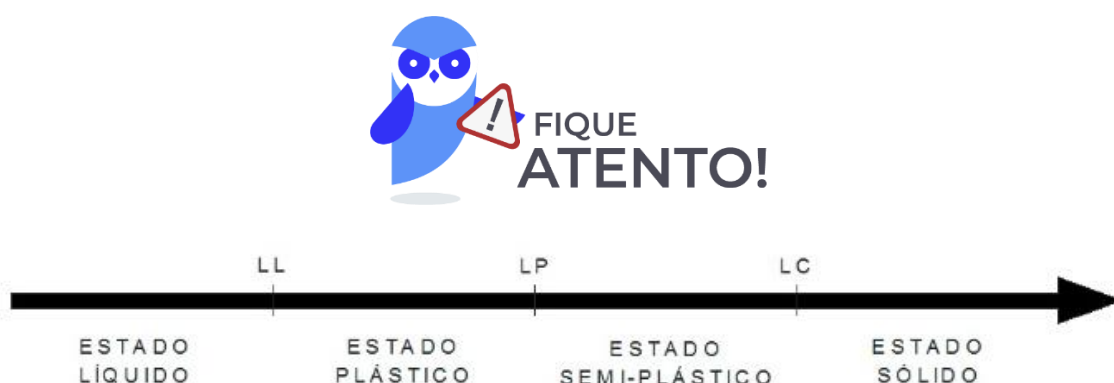 FIQUE
ATENTO!
LL LP LC
ESTADO ESTADO ESTADO ESTADO
LÍQUIDO PLÁSTICO SEMI-PLÁSTICO SÓLIDO